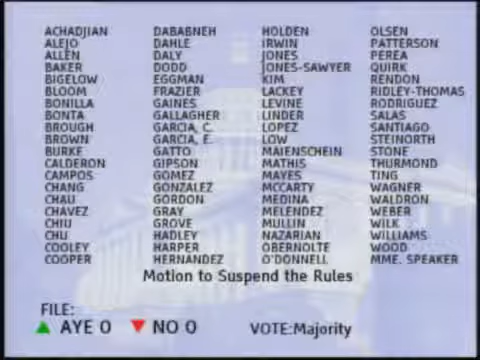 ACHADJIAN DABABNEH HOLDEN OLSEN
ALEJO DAHLE IRWIN PATTERSON
ALLEN DALY JONES PEREA
BAKER DODD JONES-SAWYER QUIRK
BIGELOW EGGMAN KIM RENDON
BLOOM FRAZIER LACKEY RIDLEY-THOMAS
BONILLA GAINES LEVINE RODRIGUEZ
BONTA GALLAGHER LINDER SALAS
BROUGH GARCIA, C. LOPEZ SANTIAGO
BROWN GARCIA, E. LOW STEINORTH
BURKE GATTO MAIENSCHEIN STONE
CALDERON GIPSON MATHIS THURMOND
CAMPOS GOMEZ MAYES TING
CHANG GONZALEZ MCCARTY WAGNER
CHAU GORDON MEDINA WALDRON
CHAVEZ GRAY MELENDEZ WEBER
CHIU GROVE MULLIN WILK
CHU HADLEY NAZARIAN WILLIAMS
COOLEY HARPER OBERNOLTE WOOD
COOPER HERNANDEZ O'DONNELL MME. SPEAKER
Motion to Suspend the Rules
FILE:
AYE 0 NO 0 VOTE:Majority